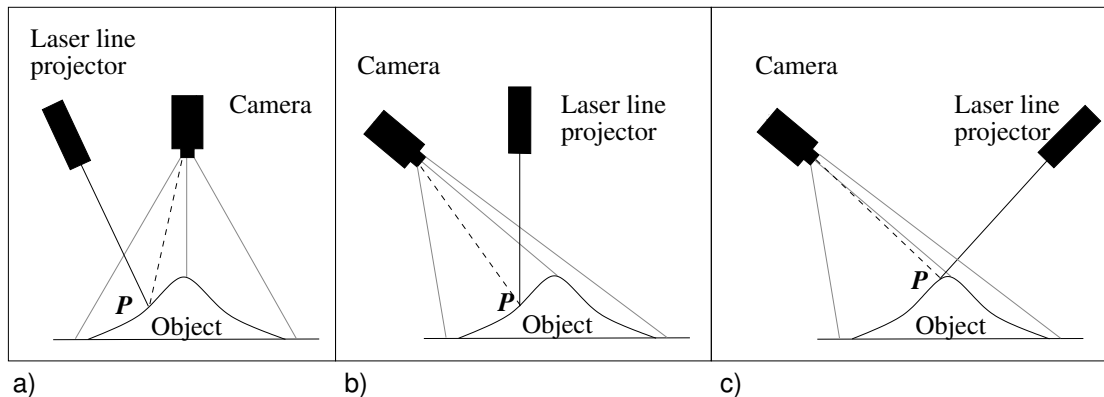 Laser line
projector
Camera
P
Object
a)
Camera
Laser line
projector
P
Object
b)
Camera
Laser line
projector
P
Object
c)